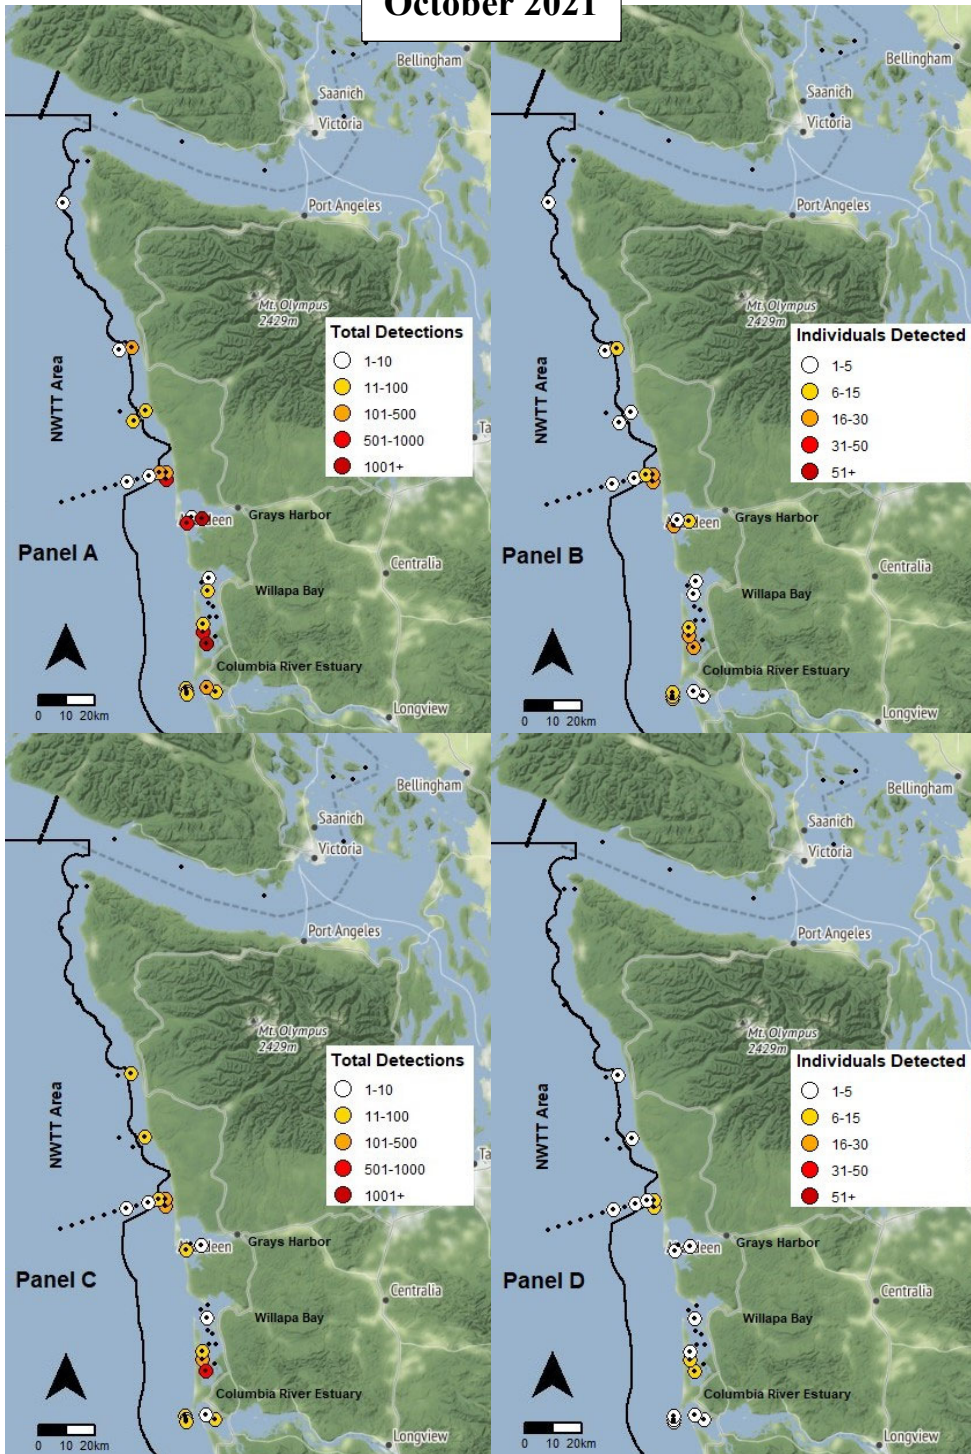 October 2021
Bellingham
Saanich
Victoria
Port Angeles
Mt. Olympus
2429m
NWTT Area
Total Detections
1-10
11-100
101-500
501-1000
1001+
Ta
Grays Harbor
Panel A
Centralia
Willapa Bay
Columbia River Estuary
0 10 20km
Longview
Bellingham
Saanich
Victoria
Port Angeles
Mt. Olympus
2429m
NWTT Area
Individuals Detected
1-5
6-15
16-30
31-50
51+
Grays Harbor
Panel B
Centralia
Willapa Bay
Columbia River Estuary
0 10 20km
Longview
Bellingham
Saanich
Victoria
Port Angeles
Mt. Olympus
2429m
NWTT Area
Total Detections
1-10
11-100
101-500
501-1000
1001+
Ta
Grays Harbor
Panel C
Centralia
Willapa Bay
Columbia River Estuary
0 10 20km
Longview
Bellingham
Saanich
Victoria
Port Angeles
Mt. Olympus
2429m
NWTT Area
Individuals Detected
1-5
6-15
16-30
31-50
51+
Grays Harbor
Panel D
Centralia
Willapa Bay
Columbia River Estuary
0 10 20km
Longview